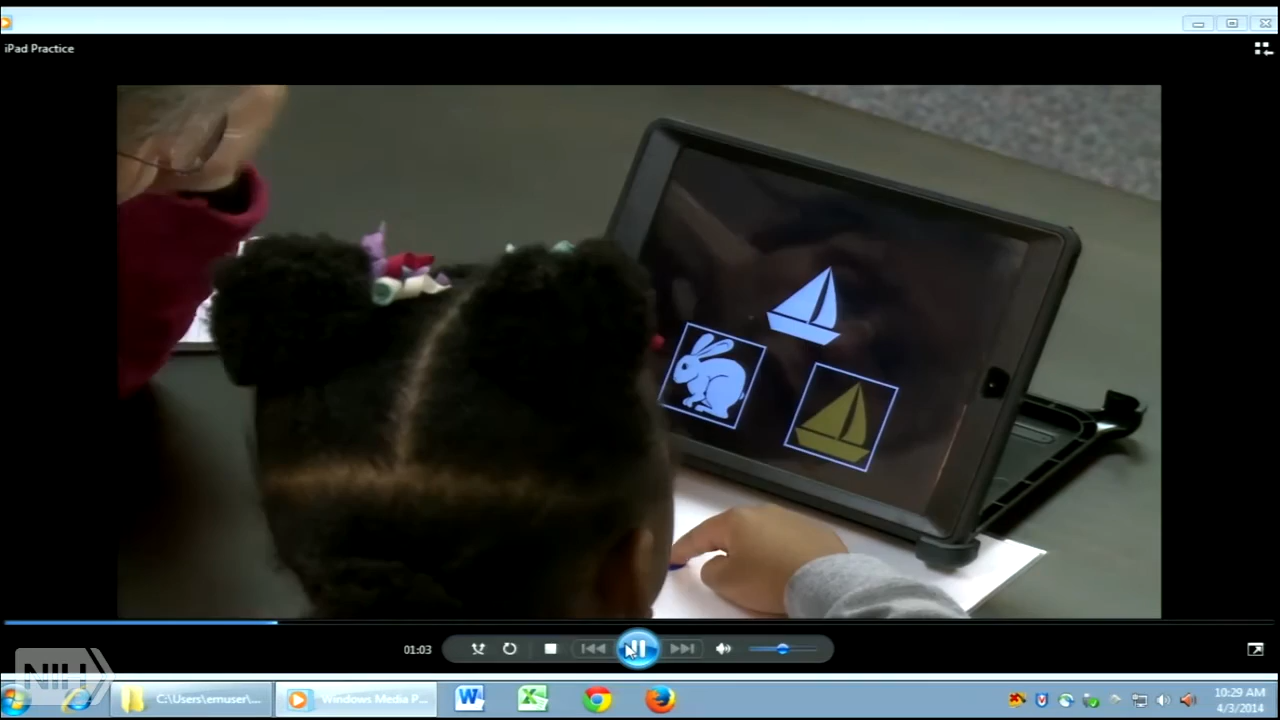 iPad Practice
01:03
NIH
C:\Users\emuser\...
Windows Media P...
10:29 AM
4/3/2014